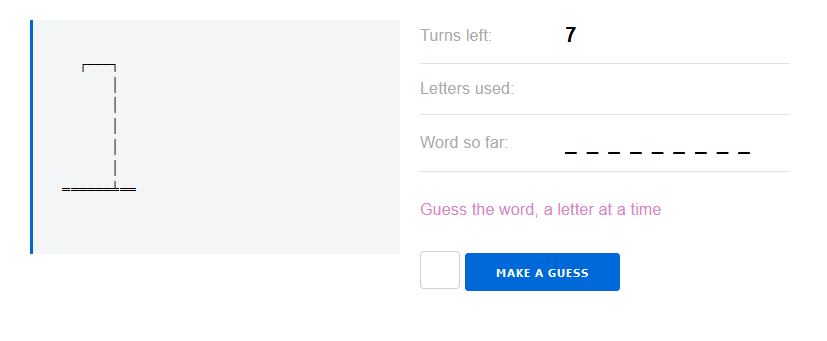 Turns left: 7
Letters used:
Word so far: _ _ _ _ _ _ _ _ _
Guess the word, a letter at a time
MAKE A GUESS